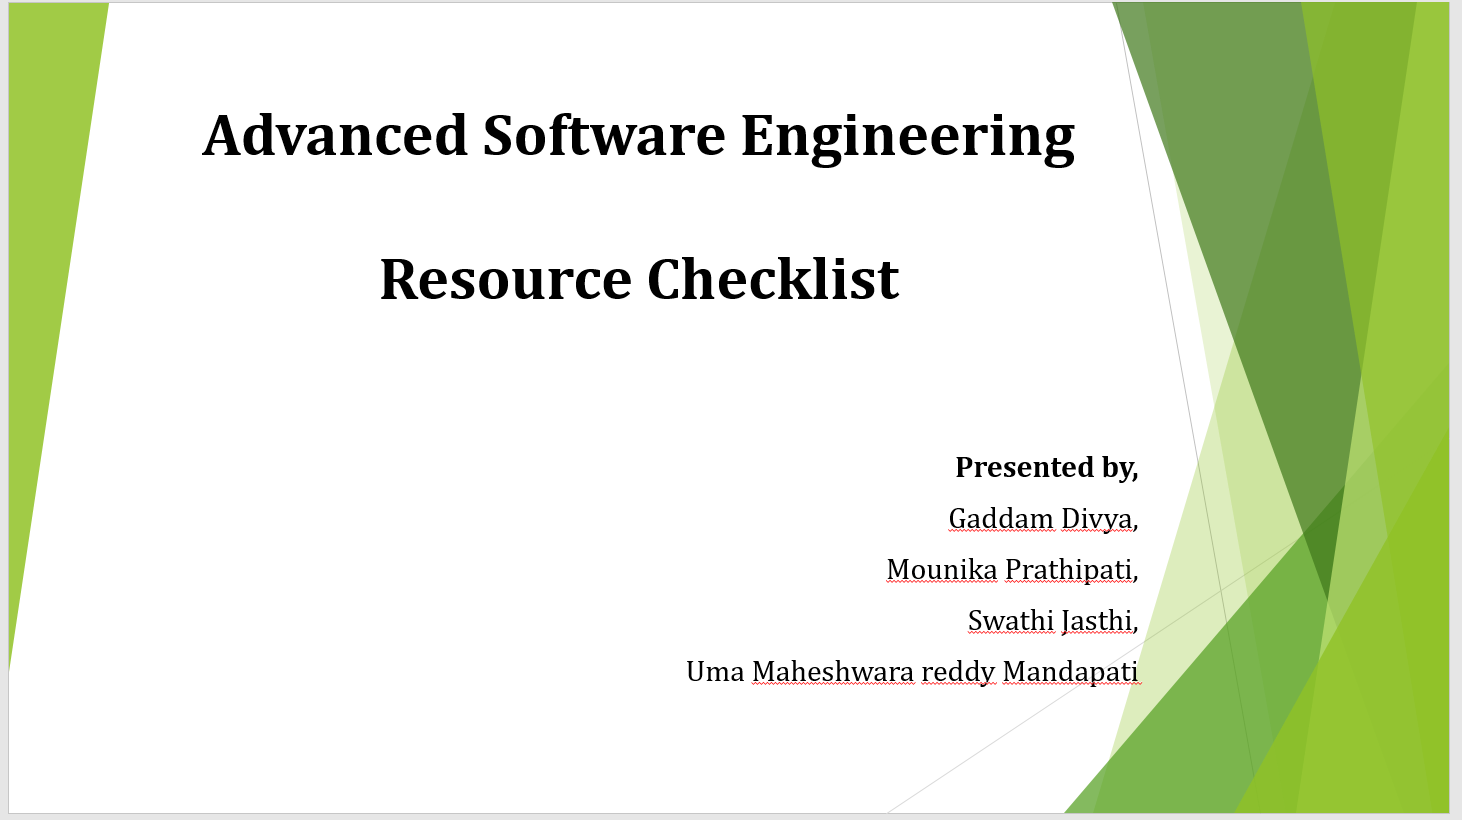 Advanced Software Engineering
Resource Checklist
Presented by,
Gaddam Divya,
Mounika Prathipati,
Swathi Jasthi,
Uma Maheshwara reddy Mandapati